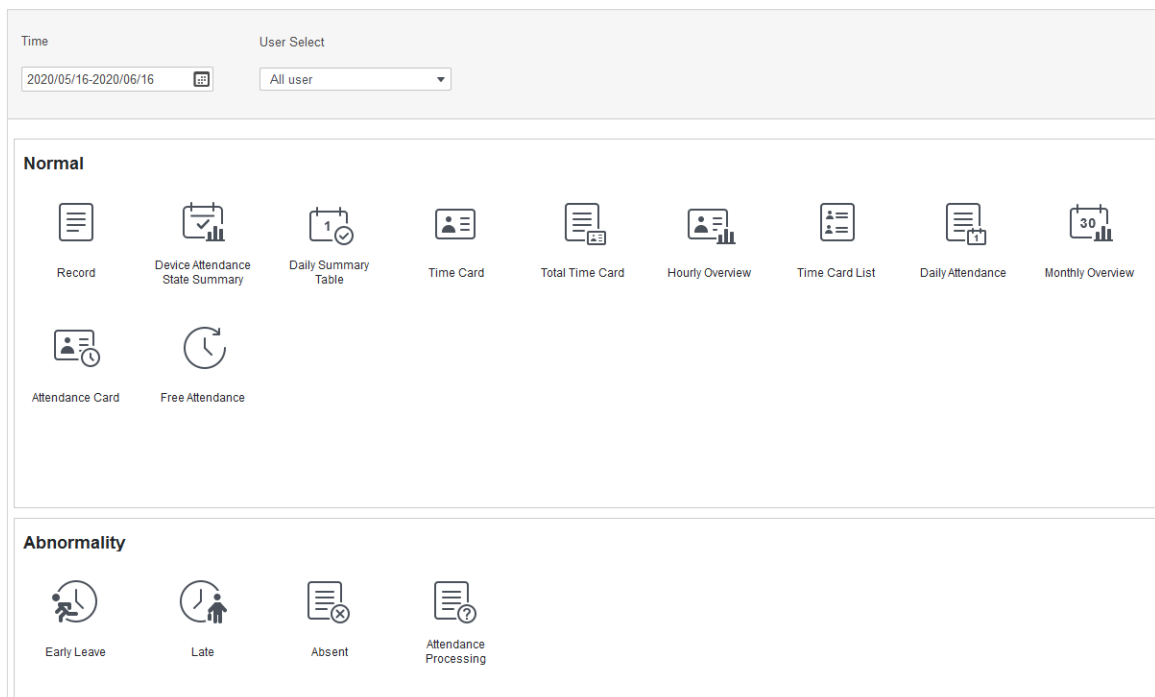 Time
User Select
2020/05/16-2020/06/16
All user
Normal
1
30
Record
Device Attendance
State Summary
Daily Summary
Table
Time Card
Total Time Card
Hourly Overview
Time Card List
1
Daily Attendance
Monthly Overview
Attendance Card
Free Attendance
Abnormality
?
Early Leave
Late
Absent
Attendance
Processing